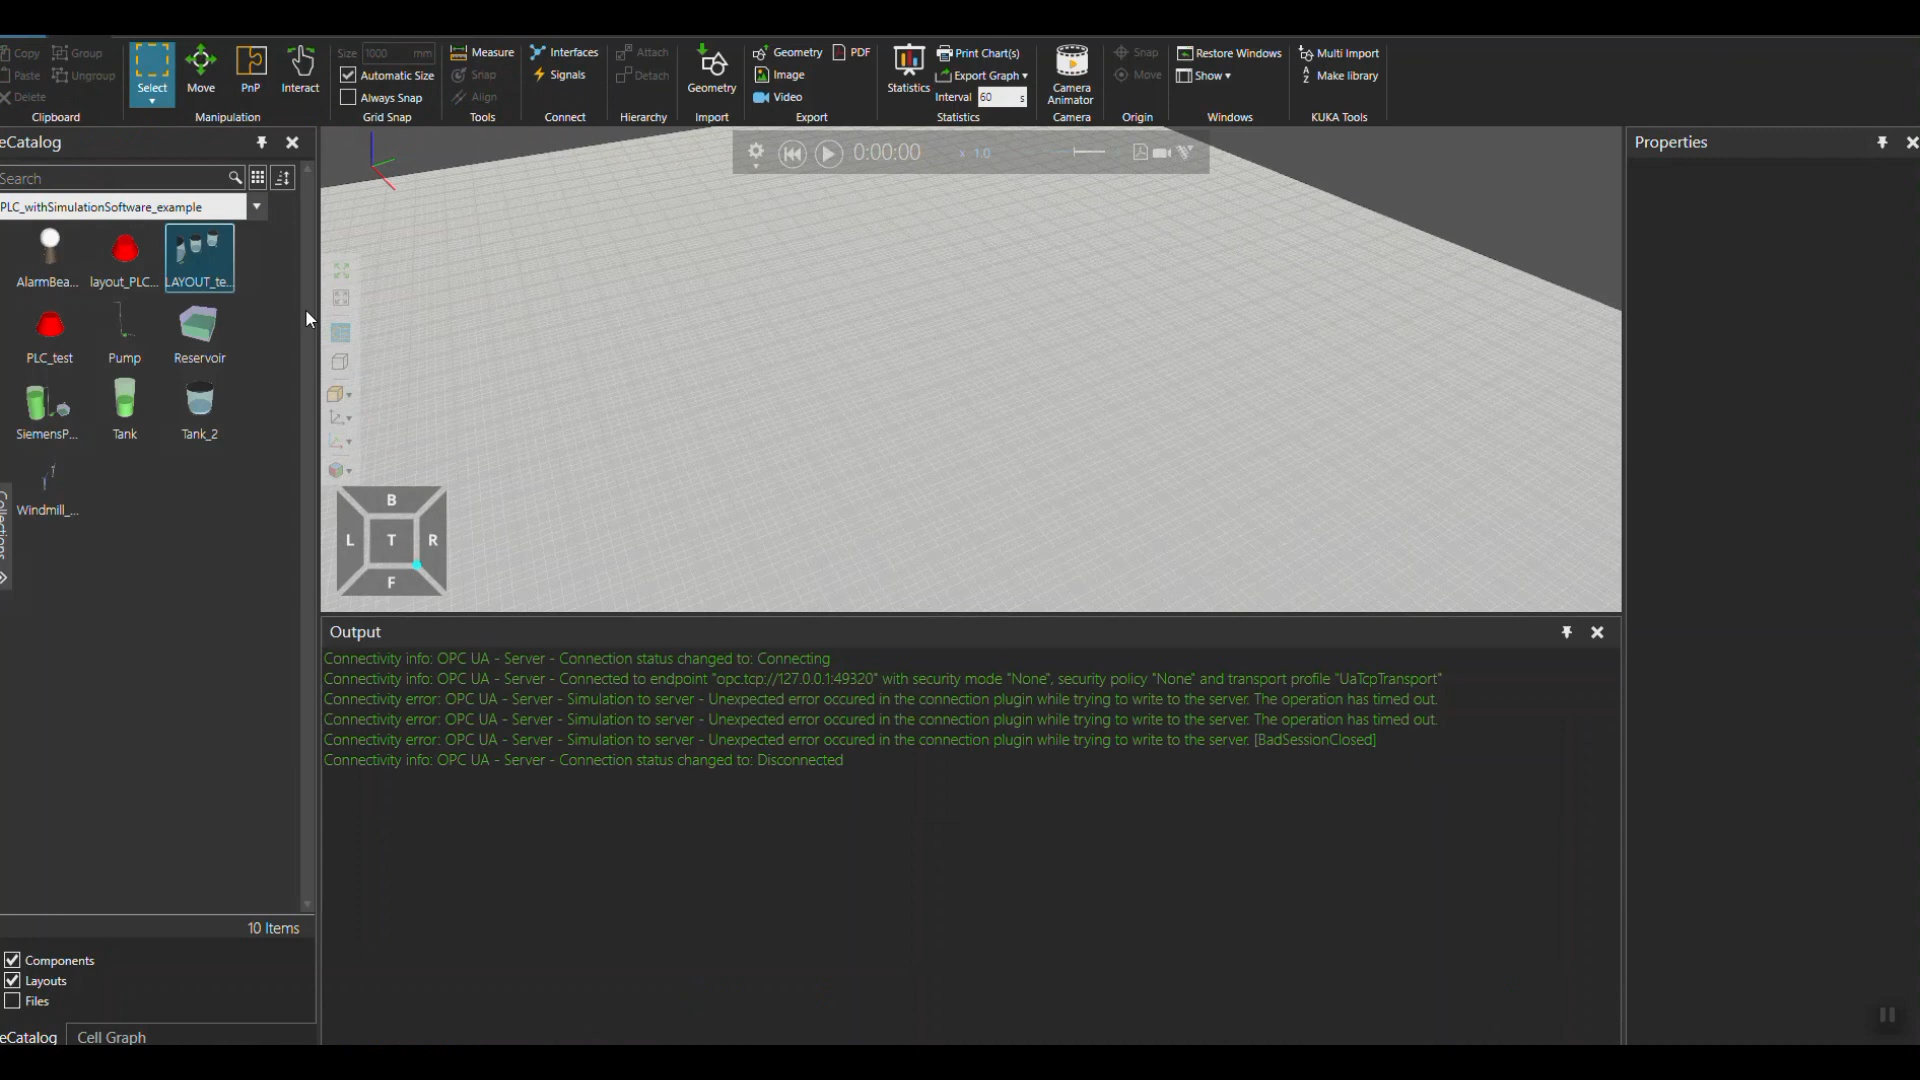 Copy Group
Paste Ungroup
Delete
Clipboard
Select Move PnP Interact
Manipulation
Size 1000 mm
Automatic Size
Always Snap
Grid Snap
Measure
Snap
Align
Tools
Interfaces
Signals
Connect
Attach
Detach
Hierarchy
Geometry
Import
Geometry PDF
Image
Video
Export
Statistics
Print Chart(s)
Export Graph
Interval 60 s
Statistics
Camera
Animator
Camera
Snap
Move
Origin
Restore Windows
Show
Windows
Multi Import
Make library
KUKA Tools
eCatalog
Search
PLC_withSimulationSoftware_example
AlarmBea... layout_PLC... LAYOUT_te...
PLC_test Pump Reservoir
SiemensP... Tank Tank_2
Windmill_...
Collections
10 Items
Components
Layouts
Files
eCatalog Cell Graph
0:00:00 x 1.0
B
L T R
F
Output
Connectivity info: OPC UA - Server - Connection status changed to: Connecting
Connectivity info: OPC UA - Server - Connected to endpoint "opc.tcp://127.0.0.1:49320" with security mode "None", security policy "None" and transport profile "UaTcpTransport"
Connectivity error: OPC UA - Server - Simulation to server - Unexpected error occured in the connection plugin while trying to write to the server. The operation has timed out.
Connectivity error: OPC UA - Server - Simulation to server - Unexpected error occured in the connection plugin while trying to write to the server. The operation has timed out.
Connectivity error: OPC UA - Server - Simulation to server - Unexpected error occured in the connection plugin while trying to write to the server. [BadSessionClosed]
Connectivity info: OPC UA - Server - Connection status changed to: Disconnected
Properties